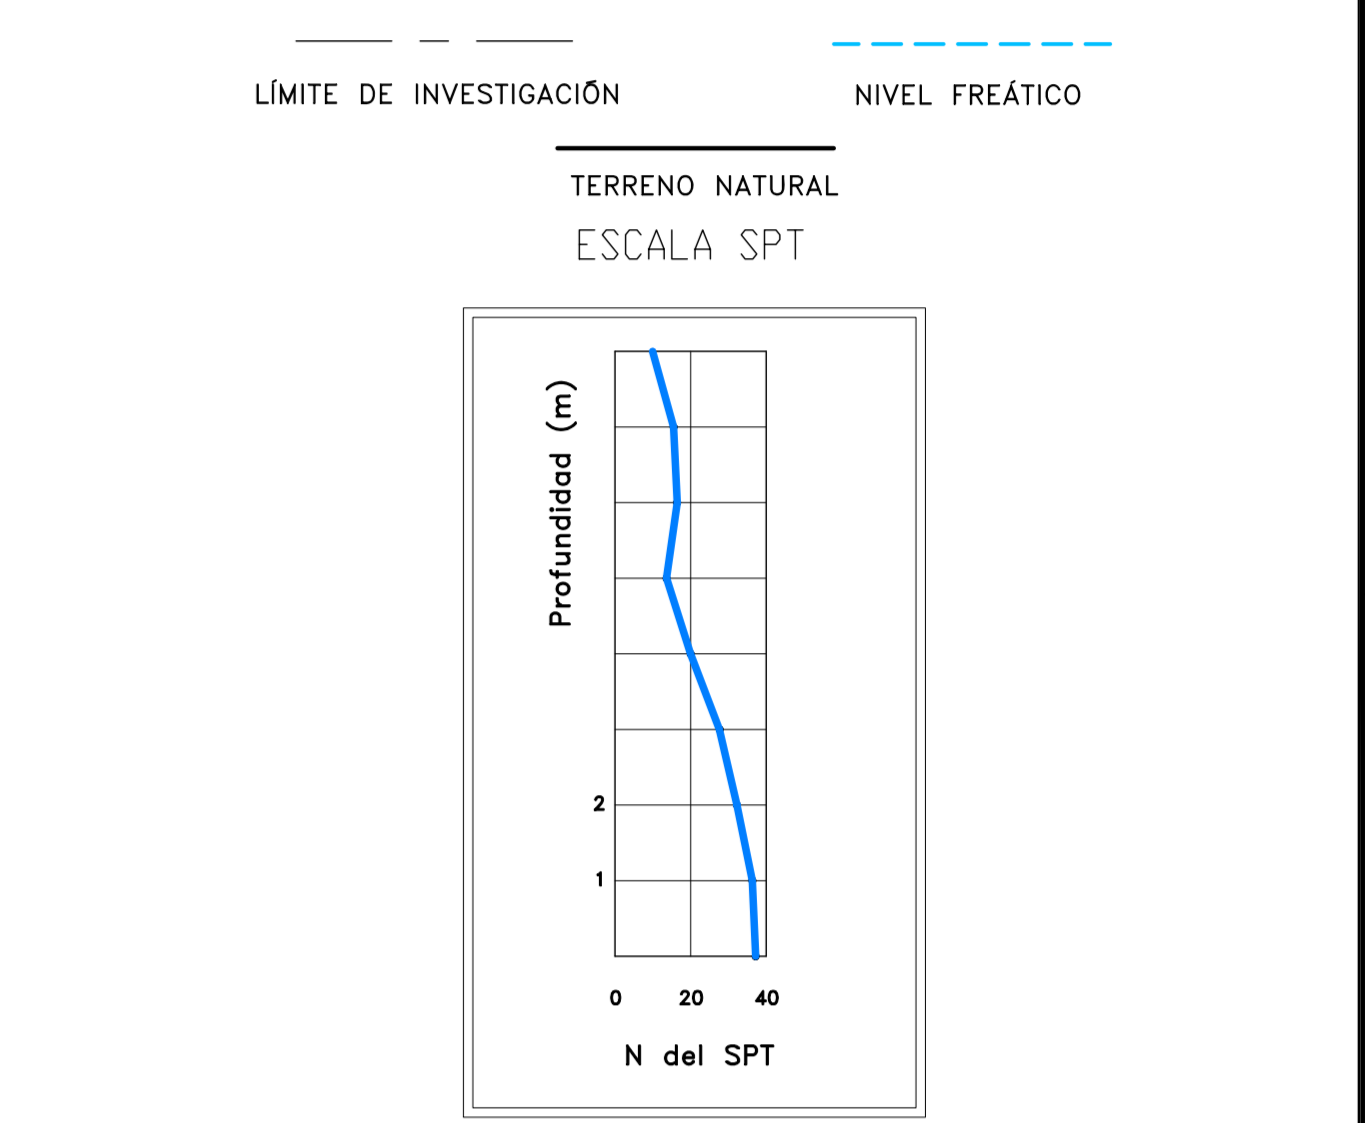 LÍMITE DE INVESTIGACIÓN
NIVEL FREÁTICO
TERRENO NATURAL
ESCALA SPT
Profundidad (m)
2
1
0 20 40
N del SPT